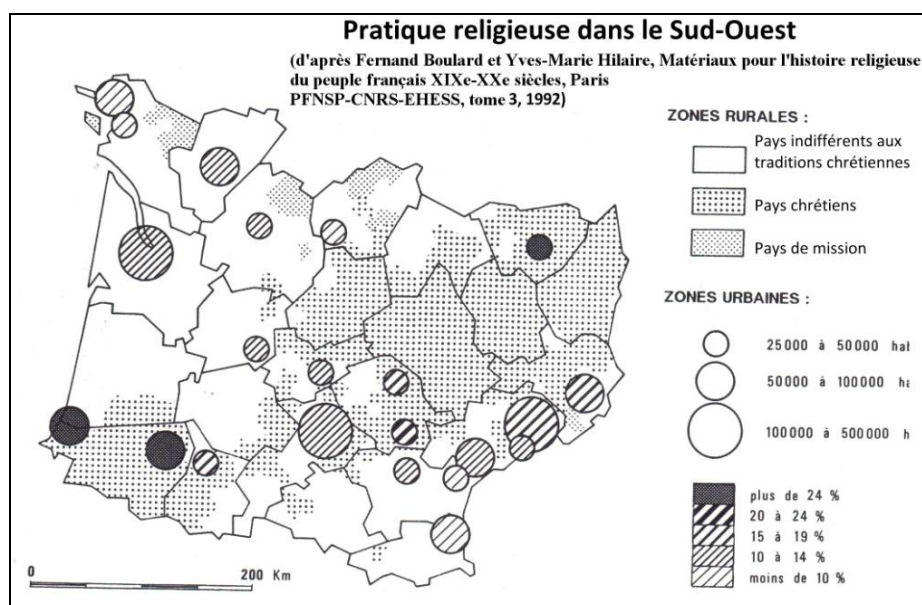 Pratique religieuse dans le Sud-Ouest
(d'après Fernand Boulard et Yves-Marie Hilaire, Matériaux pour l'histoire religieuse
du peuple français XIXe-XXe siècles, Paris
PFNSP-CNRS-EHESS, tome 3, 1992)
ZONES RURALES :
Pays indifférents aux
traditions chrétiennes
Pays chrétiens
Pays de mission
ZONES URBAINES :
25000 à 50000 hal
50000 à 100000 ha
100000 à 500000 h
plus de 24 %
20 à 24 %
15 à 19 %
10 à 14 %
moins de 10 %
0 200 Km